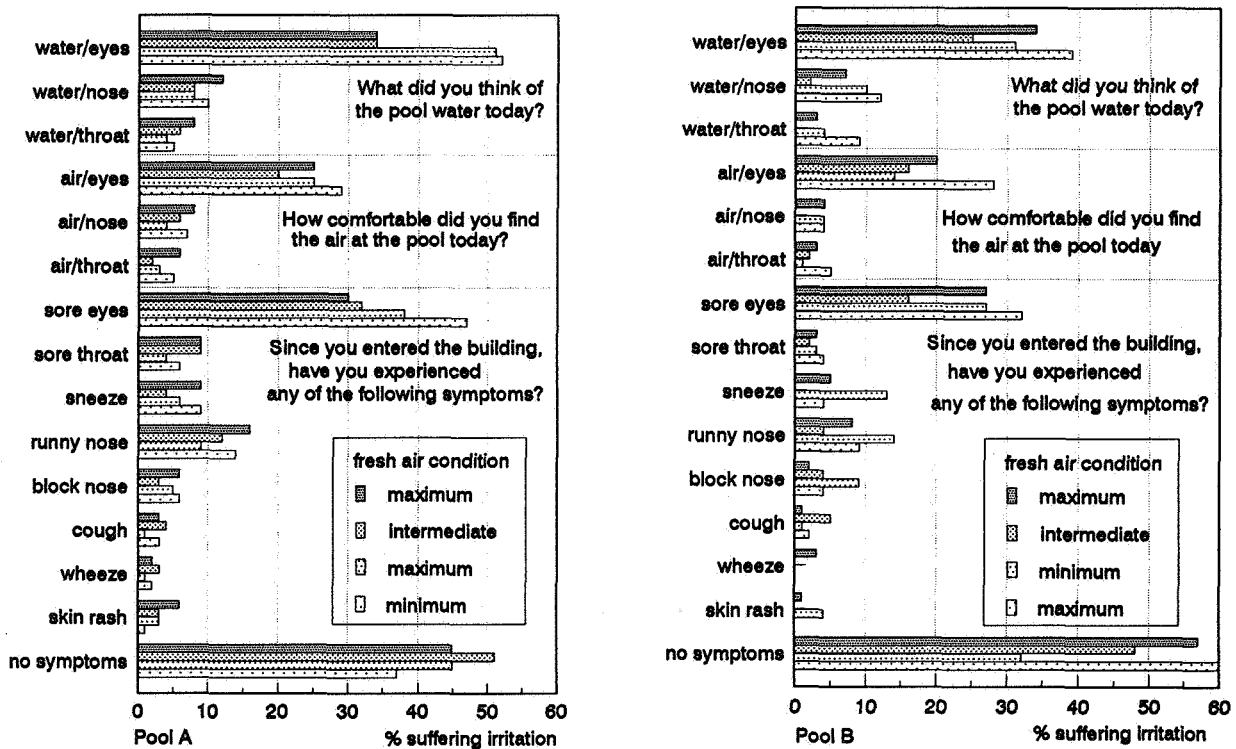 water/eyes
water/nose
What did you think of
the pool water today?
water/throat
air/eyes
air/nose
How comfortable did you find
the air at the pool today?
air/throat
sore eyes
sore throat
Since you entered the building,
have you experienced
any of the following symptoms?
sneeze
runny nose
block nose
cough
wheeze
skin rash
no symptoms
fresh air condition
maximum
intermediate
maximum
minimum
0 10 20 30 40 50 60
Pool A % suffering irritation
water/eyes
water/nose
What did you think of
the pool water today?
water/throat
air/eyes
air/nose
How comfortable did you find
the air at the pool today
air/throat
sore eyes
sore throat
Since you entered the building,
have you experienced
any of the following symptoms?
sneeze
runny nose
block nose
cough
wheeze
skin rash
no symptoms
fresh air condition
maximum
intermediate
minimum
maximum
0 10 20 30 40 50 60
Pool B % suffering irritation